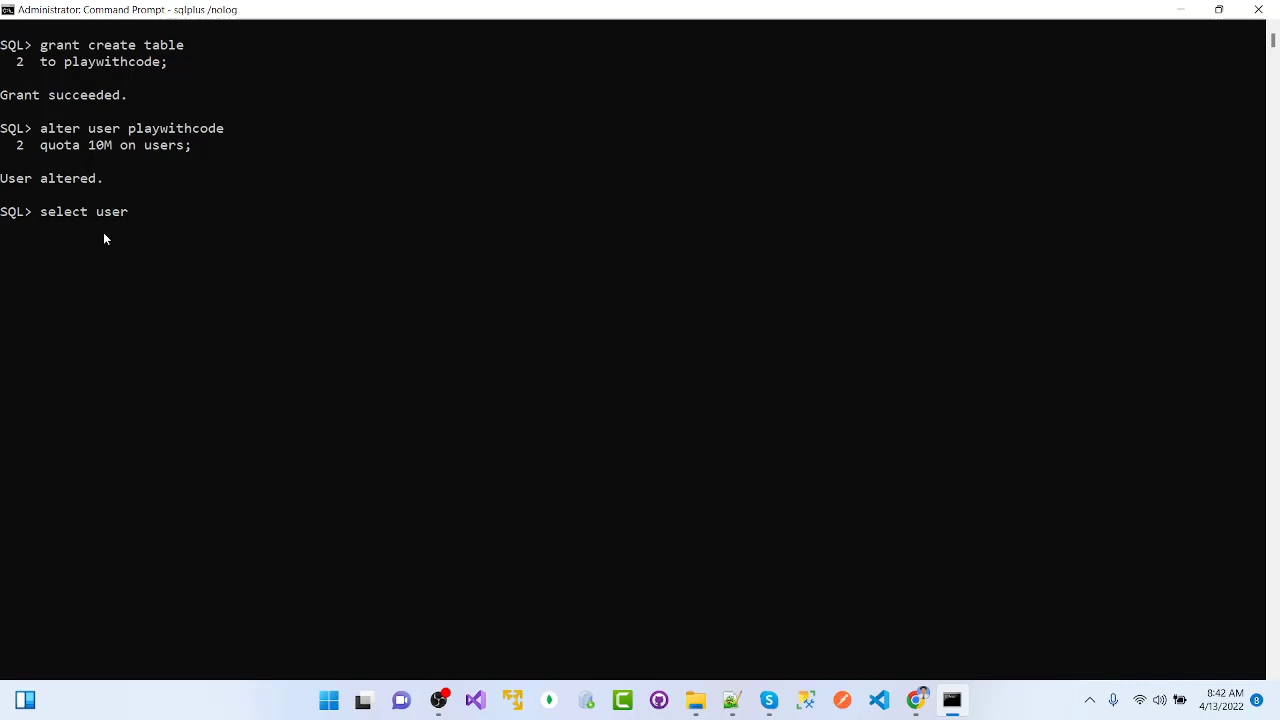 Administrator: Command Prompt - sqlplus /nolog
SQL> grant create table
2 to playwithcode;
Grant succeeded.
SQL> alter user playwithcode
2 quota 10M on users;
User altered.
SQL> select user
8:42 AM
4/13/2022
8